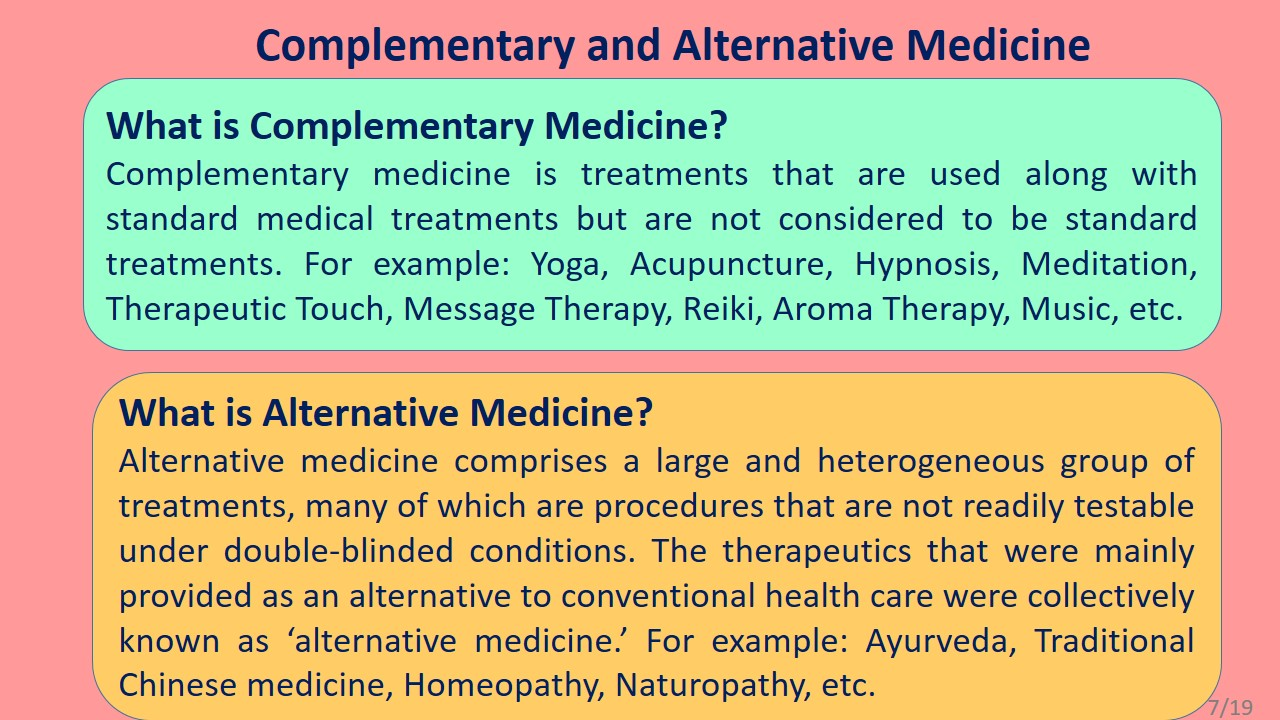 Complementary and Alternative Medicine
What is Complementary Medicine?
Complementary medicine is treatments that are used along with
standard medical treatments but are not considered to be standard
treatments. For example: Yoga, Acupuncture, Hypnosis, Meditation,
Therapeutic Touch, Message Therapy, Reiki, Aroma Therapy, Music, etc.
What is Alternative Medicine?
Alternative medicine comprises a large and heterogeneous group of
treatments, many of which are procedures that are not readily testable
under double-blinded conditions. The therapeutics that were mainly
provided as an alternative to conventional health care were collectively
known as ‘alternative medicine.’ For example: Ayurveda, Traditional
Chinese medicine, Homeopathy, Naturopathy, etc.
7/19